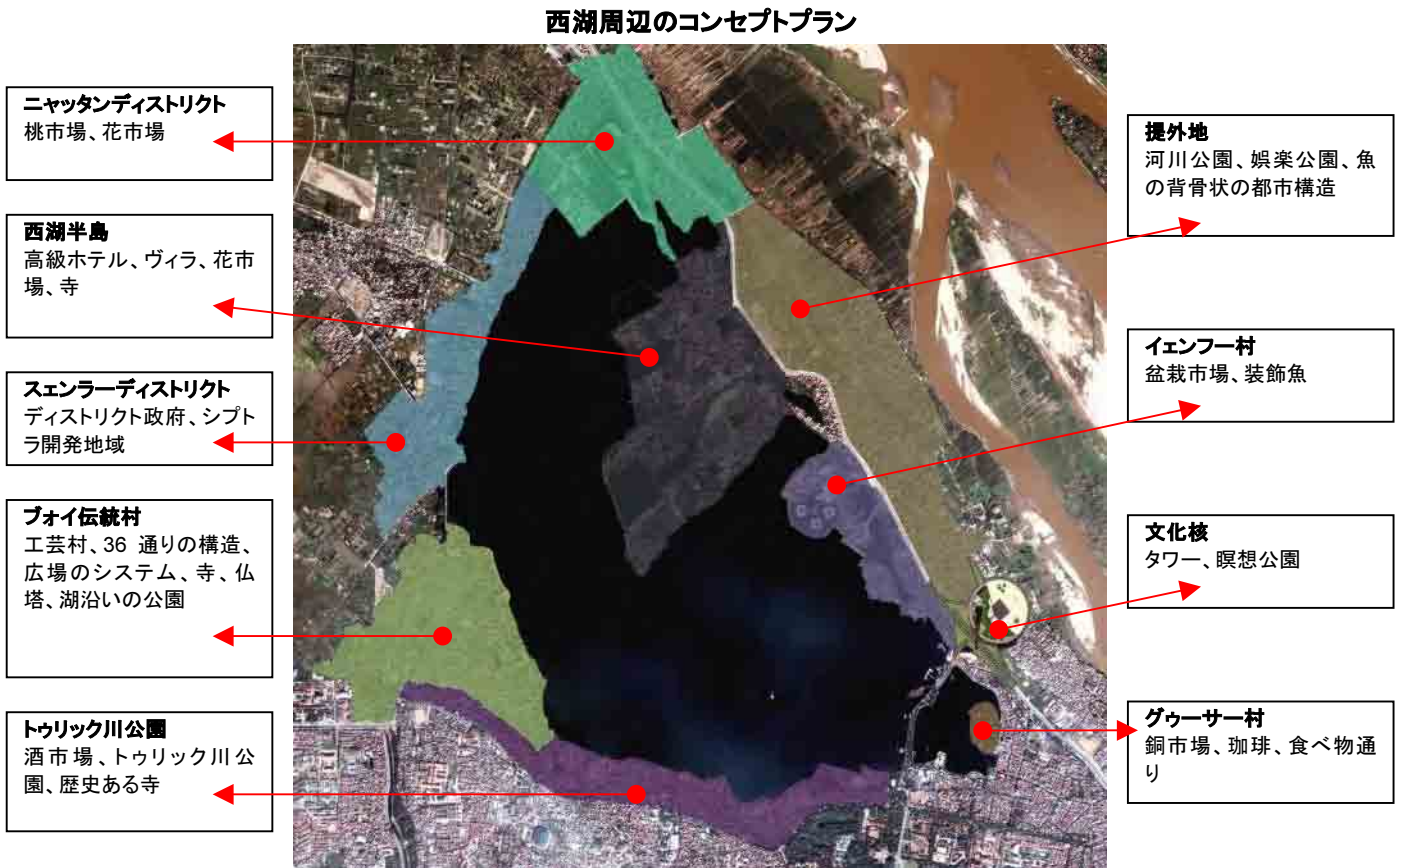 西湖周辺のコンセプトプラン
ニャッタンディストリクト
桃市場、花市場
西湖半島
高級ホテル、ヴィラ、花市
場、寺
スェンラーディストリクト
ディストリクト政府、シプト
ラ開発地域
ブォイ伝統村
工芸村、36 通りの構造、
広場のシステム、寺、仏
塔、湖沿いの公園
トゥリック川公園
酒市場、トゥリック川公
園、歴史ある寺
提外地
河川公園、娯楽公園、魚
の背骨状の都市構造
イェンフー村
盆栽市場、装飾魚
文化核
タワー、瞑想公園
グゥーサー村
銅市場、珈琲、食べ物通
り